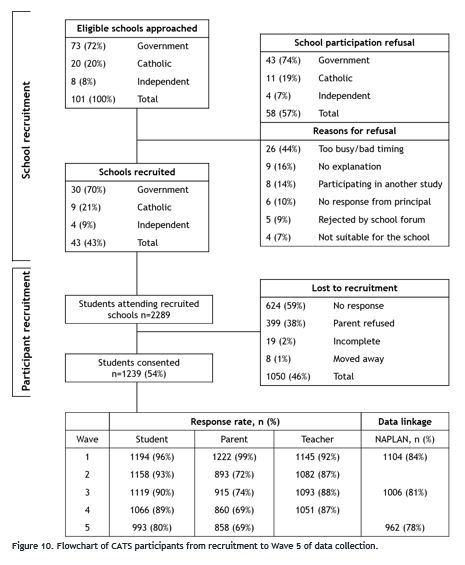 School recruitment
Eligible schools approached
73 (72%) Government
20 (20%) Catholic
8 (8%) Independent
101 (100%) Total
School participation refusal
43 (74%) Government
11 (19%) Catholic
4 (7%) Independent
58 (57%) Total
Reasons for refusal
26 (44%) Too busy/bad timing
9 (16%) No explanation
8 (14%) Participating in another study
6 (10%) No response from principal
5 (9%) Rejected by school forum
4 (7%) Not suitable for the school
Schools recruited
30 (70%) Government
9 (21%) Catholic
4 (9%) Independent
43 (43%) Total
Participant recruitment
Students attending recruited
schools n=2289
Lost to recruitment
624 (59%) No response
399 (38%) Parent refused
19 (2%) Incomplete
8 (1%) Moved away
1050 (46%) Total
Students consented
n=1239 (54%)
Response rate, n (%) Data linkage
Wave Student Parent Teacher NAPLAN, n (%)
1 1194 (96%) 1222 (99%) 1145 (92%) 1104 (84%)
2 1158 (93%) 893 (72%) 1082 (87%)
3 1119 (90%) 915 (74%) 1093 (88%) 1006 (81%)
4 1066 (89%) 860 (69%) 1051 (87%)
5 993 (80%) 858 (69%) 962 (78%)
Figure 10. Flowchart of CATS participants from recruitment to Wave 5 of data collection.